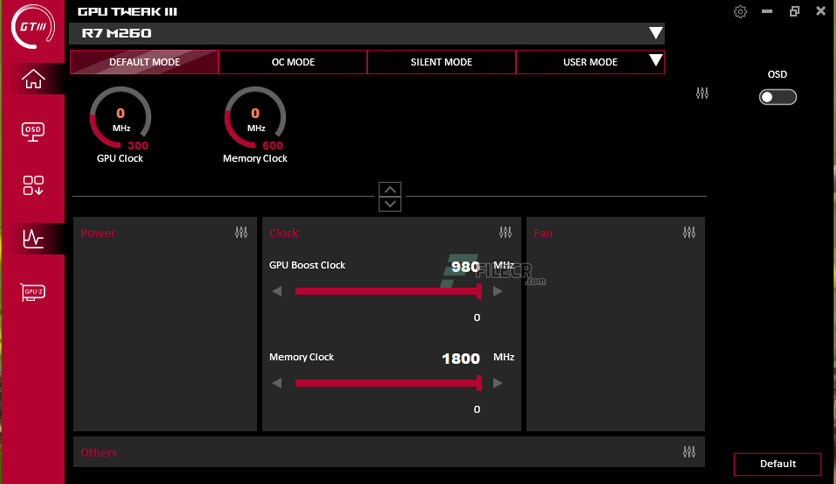 GTIII
GPU TWEAK III
R7 M260
DEFAULT MODE
OC MODE
SILENT MODE
USER MODE
OSD
0
MHz
300
GPU Clock
0
MHz
600
Memory Clock
OSD
Power
Clock
Fan
GPU Boost Clock
980
MHz
FILECR
.com
0
Memory Clock
1800
MHz
0
GPU-Z
Others
Default